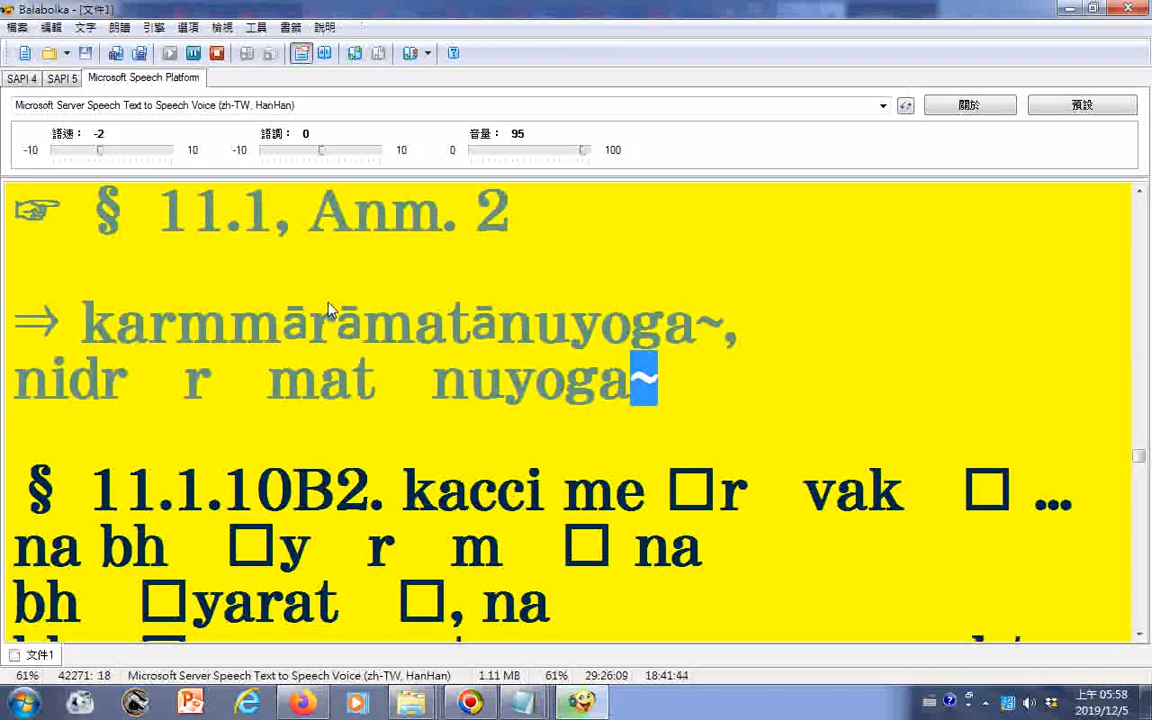 Balabolka - [文件1]
檔案 編輯 文字 朗讀 引擎 選項 檢視 工具 書籤 說明
SAPI 4 SAPI 5 Microsoft Speech Platform
Microsoft Server Speech Text to Speech Voice (zh-TW, HanHan) 關於 預設
語速： -2 語調： 0 音量： 95
-10 10 -10 10 0 100
☞ § 11.1, Anm. 2
⇒ karmmārāmatānuyoga~,
nidr r mat nuyoga~
§ 11.1.10B2. kacci me □r vak □ ...
na bh □y r m □ na
bh □yarat □, na
文件1
61% 42271: 18 Microsoft Server Speech Text to Speech Voice (zh-TW, HanHan) 1.11 MB 61% 29:26:09 18:41:44
上午 05:58
2019/12/5